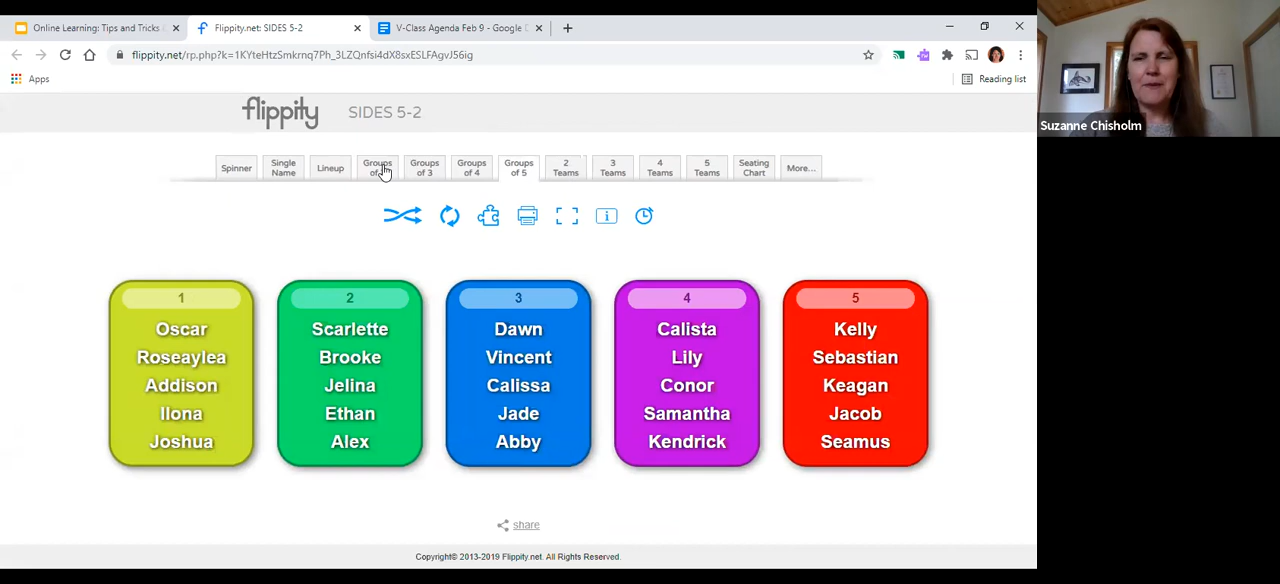 Online Learning: Tips and Tricks
Flippity.net: SIDES 5-2
V-Class Agenda Feb 9 - Google
flippity.net/rp.php?k=1KYteHtzSmkrnq7Ph_3LZQnfsi4dX8sxESLFAgvJ56ig
Apps
Reading list
flippity
SIDES 5-2
Spinner
Single
Name
Lineup
Groups
of
Groups
of 3
Groups
of 4
Groups
of 5
2
Teams
3
Teams
4
Teams
5
Teams
Seating
Chart
More...
1
Oscar
Roseaylea
Addison
Ilona
Joshua
2
Scarlette
Brooke
Jelina
Ethan
Alex
3
Dawn
Vincent
Calissa
Jade
Abby
4
Calista
Lily
Conor
Samantha
Kendrick
5
Kelly
Sebastian
Keagan
Jacob
Seamus
share
Copyright© 2013-2019 Flippity.net. All Rights Reserved.
Suzanne Chisholm